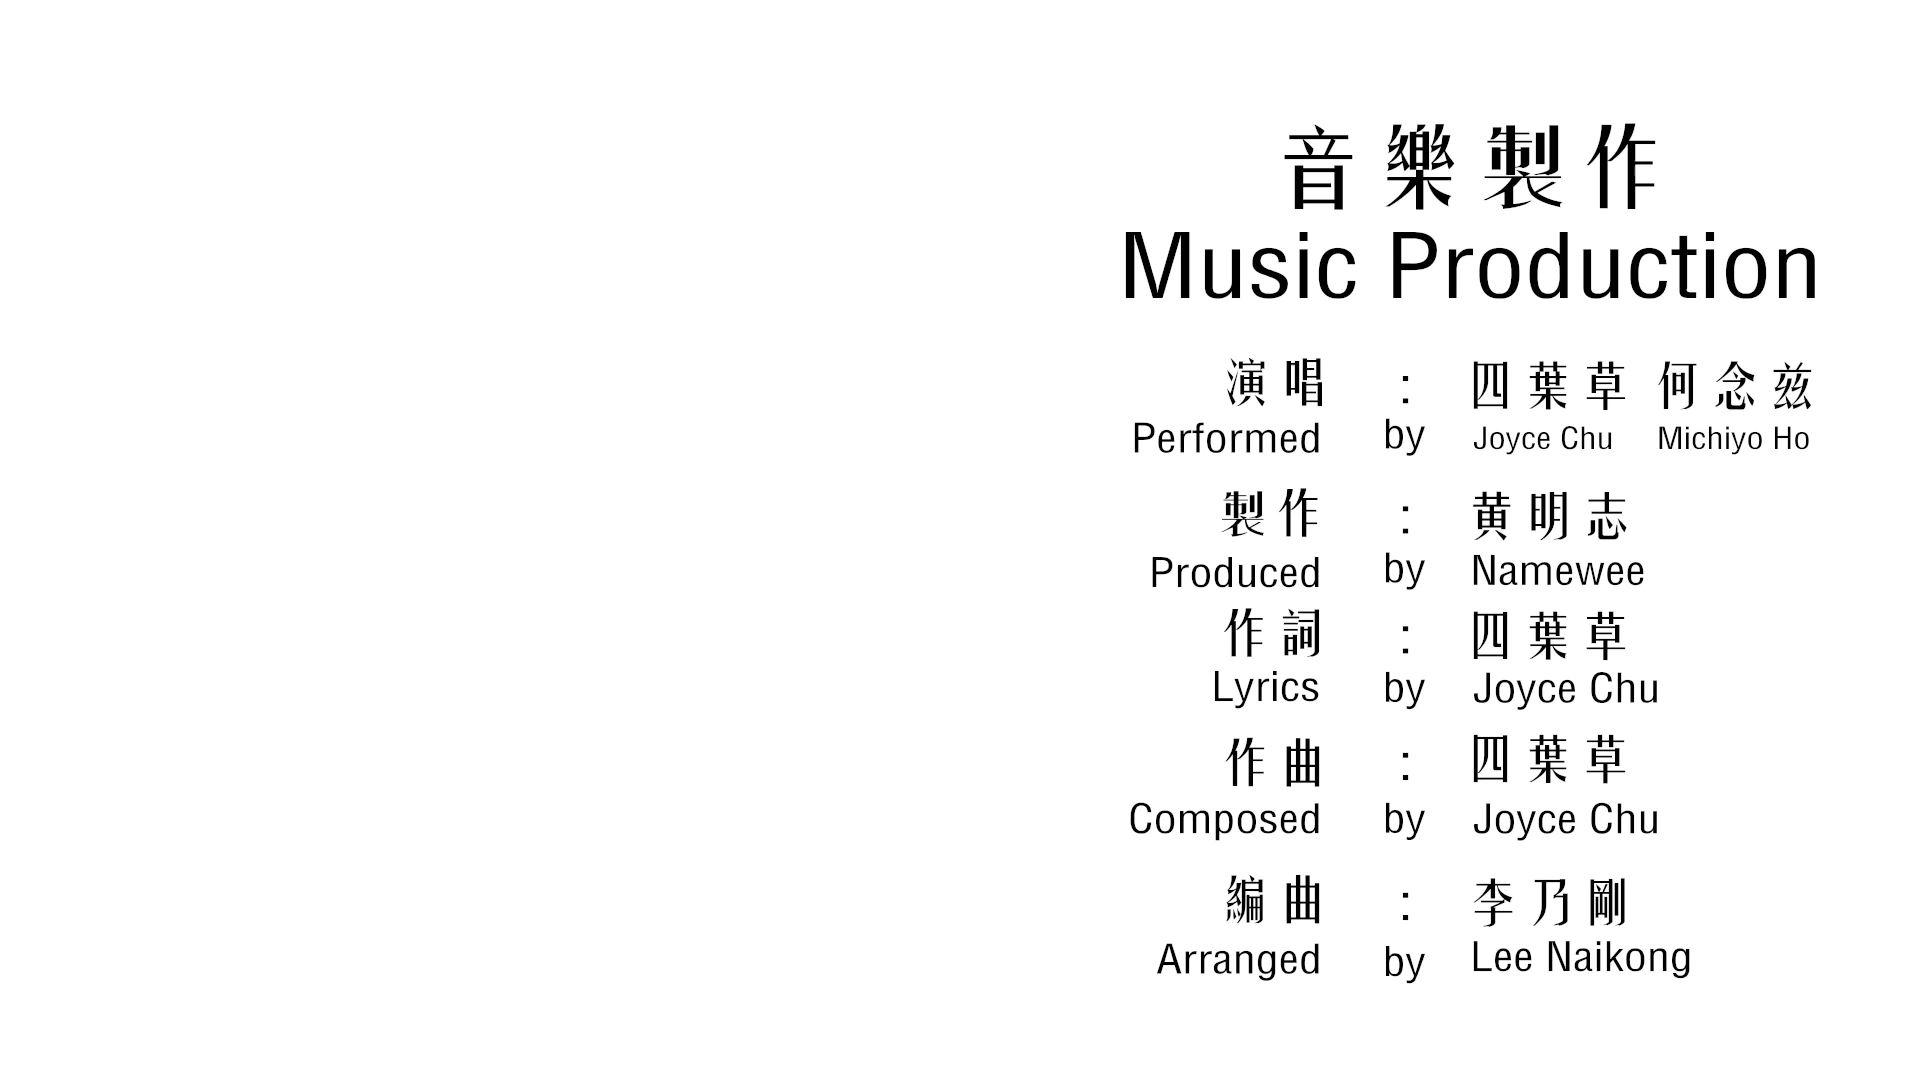 音樂製作
Music Production
演唱 : 四葉草 何念兹
Performed by Joyce Chu Michiyo Ho
製作 : 黄明志
Produced by Namewee
作詞 : 四葉草
Lyrics by Joyce Chu
作曲 : 四葉草
Composed by Joyce Chu
編曲 : 李乃剛
Arranged by Lee Naikong